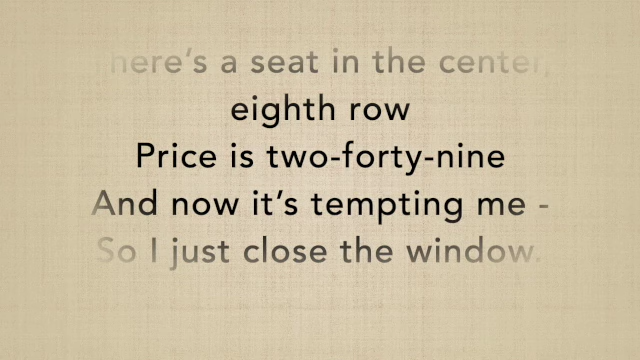 There's a seat in the center,
eighth row
Price is two-forty-nine
And now it's tempting me -
So I just close the window.